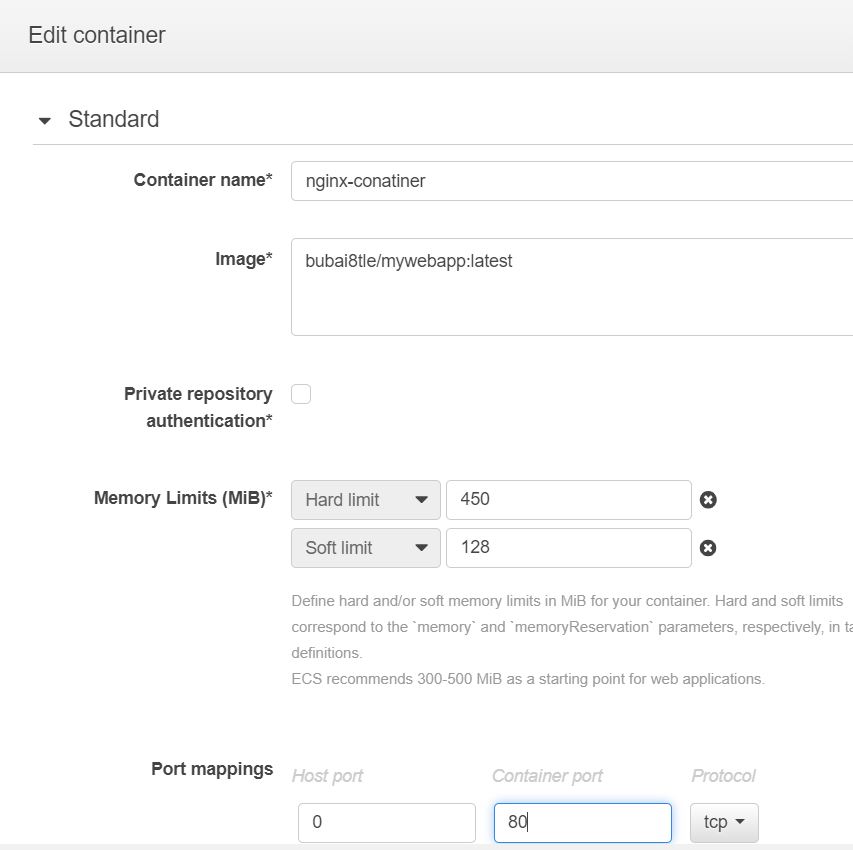 Edit container
Standard
Container name*
nginx-conatiner
Image*
bubai8tle/mywebapp:latest
Private repository
authentication*
Memory Limits (MiB)*
Hard limit
450
Soft limit
128
Define hard and/or soft memory limits in MiB for your container. Hard and soft limits
correspond to the `memory` and `memoryReservation` parameters, respectively, in ta
definitions.
ECS recommends 300-500 MiB as a starting point for web applications.
Port mappings
Host port
Container port
Protocol
0
80
tcp